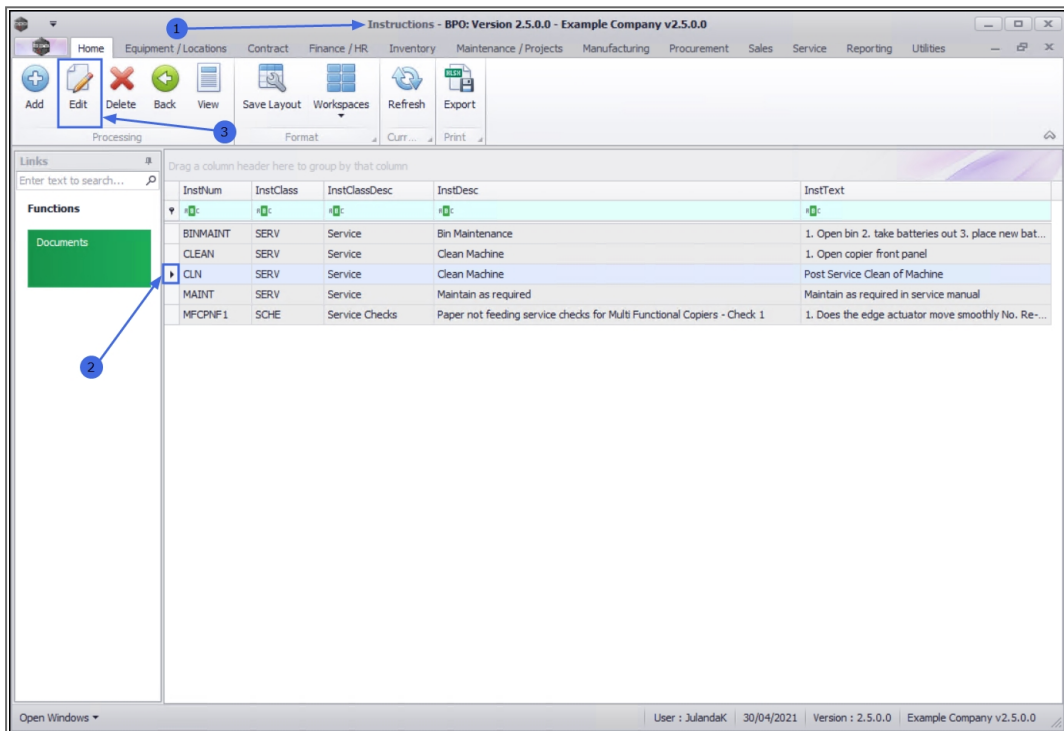 1
Instructions - BPO: Version 2.5.0.0 - Example Company v2.5.0.0
Home Equipment / Locations Contract Finance / HR Inventory Maintenance / Projects Manufacturing Procurement Sales Service Reporting Utilities
Add Edit Delete Back View Save Layout Workspaces Refresh Export
3
Processing Format Curr... Print
Links
Drag a column header here to group by that column
Enter text to search...
InstNum InstClass InstClassDesc InstDesc InstText
Functions
Documents
BINMAINT SERV Service Bin Maintenance 1. Open bin 2. take batteries out 3. place new bat...
CLEAN SERV Service Clean Machine 1. Open copier front panel
CLN SERV Service Clean Machine Post Service Clean of Machine
MAINT SERV Service Maintain as required Maintain as required in service manual
MFCPNF1 SCHE Service Checks Paper not feeding service checks for Multi Functional Copiers - Check 1 1. Does the edge actuator move smoothly No. Re-...
2
Open Windows User : JulandaK 30/04/2021 Version : 2.5.0.0 Example Company v2.5.0.0